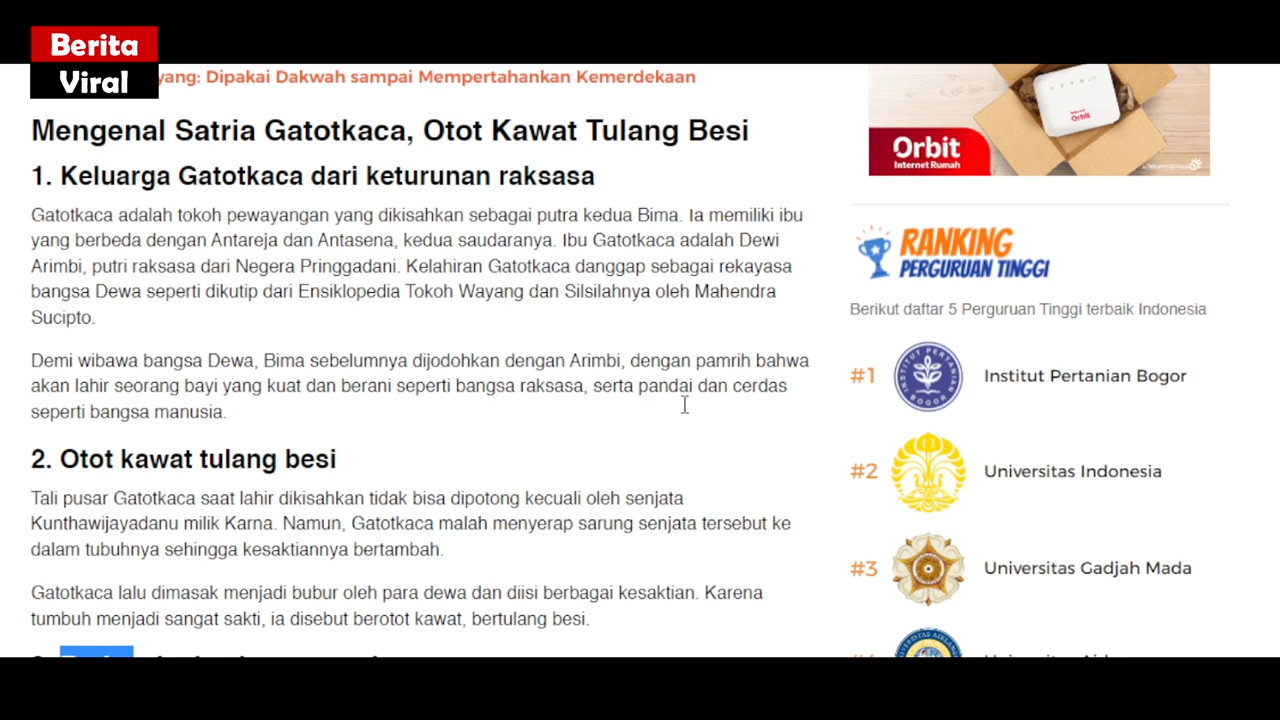 Berita
Viral
yang: Dipakai Dakwah sampai Mempertahankan Kemerdekaan
Mengenal Satria Gatotkaca, Otot Kawat Tulang Besi
1. Keluarga Gatotkaca dari keturunan raksasa
Gatotkaca adalah tokoh pewayangan yang dikisahkan sebagai putra kedua Bima. Ia memiliki ibu
yang berbeda dengan Antareja dan Antasena, kedua saudaranya. Ibu Gatotkaca adalah Dewi
Arimbi, putri raksasa dari Negera Pringgadani. Kelahiran Gatotkaca danggap sebagai rekayasa
bangsa Dewa seperti dikutip dari Ensiklopedia Tokoh Wayang dan Silsilahnya oleh Mahendra
Sucipto.
Demi wibawa bangsa Dewa, Bima sebelumnya dijodohkan dengan Arimbi, dengan pamrih bahwa
akan lahir seorang bayi yang kuat dan berani seperti bangsa raksasa, serta pandai dan cerdas
seperti bangsa manusia.
2. Otot kawat tulang besi
Tali pusar Gatotkaca saat lahir dikisahkan tidak bisa dipotong kecuali oleh senjata
Kunthawijayadanu milik Karna. Namun, Gatotkaca malah menyerap sarung senjata tersebut ke
dalam tubuhnya sehingga kesaktiannya bertambah.
Gatotkaca lalu dimasak menjadi bubur oleh para dewa dan diisi berbagai kesaktian. Karena
tumbuh menjadi sangat sakti, ia disebut berotot kawat, bertulang besi.
Orbit
Orbit
Internet Rumah
RANKING
PERGURUAN TINGGI
Berikut daftar 5 Perguruan Tinggi terbaik Indonesia
#1 INSTITUT PERTANIAN BOGOR Institut Pertanian Bogor
#2 Universitas Indonesia
#3 Universitas Gadjah Mada